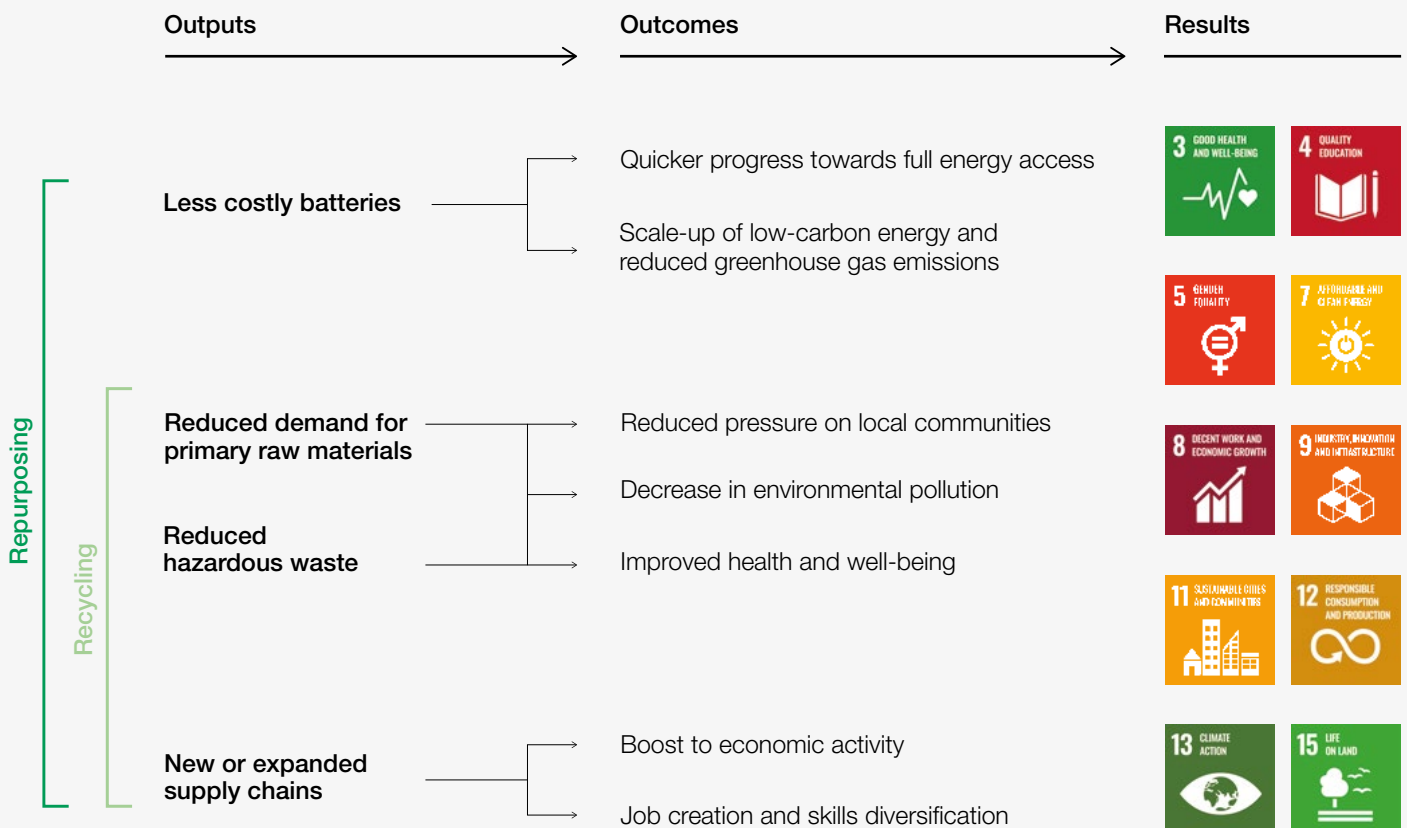 Outputs
Outcomes
Results
Repurposing
Recycling
Less costly batteries
Quicker progress towards full energy access
Scale-up of low-carbon energy and
reduced greenhouse gas emissions
Reduced demand for
primary raw materials
Reduced
hazardous waste
Reduced pressure on local communities
Decrease in environmental pollution
Improved health and well-being
New or expanded
supply chains
Boost to economic activity
Job creation and skills diversification
3 GOOD HEALTH
AND WELL-BEING
4 QUALITY
EDUCATION
5 GENDER
EQUALITY
7 AFFORDABLE AND
CLEAN ENERGY
8 DECENT WORK AND
ECONOMIC GROWTH
9 INDUSTRY, INNOVATION
AND INFRASTRUCTURE
11 SUSTAINABLE CITIES
AND COMMUNITIES
12 RESPONSIBLE
CONSUMPTION
AND PRODUCTION
13 CLIMATE
ACTION
15 LIFE
ON LAND